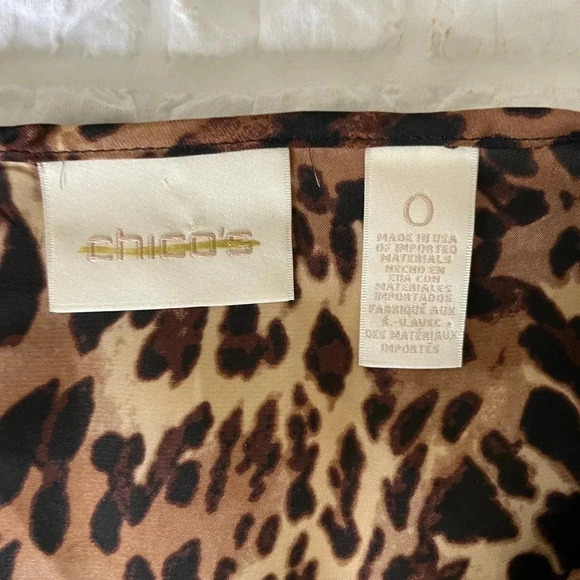 chico's
O
MADE IN USA
OF IMPORTED
MATERIALS
HECHO EN
EUA CON
MATERIALES
IMPORTADOS
FABRIQUÉ AUX
É.-U. AVEC
DES MATÉRIAUX
IMPORTÉS